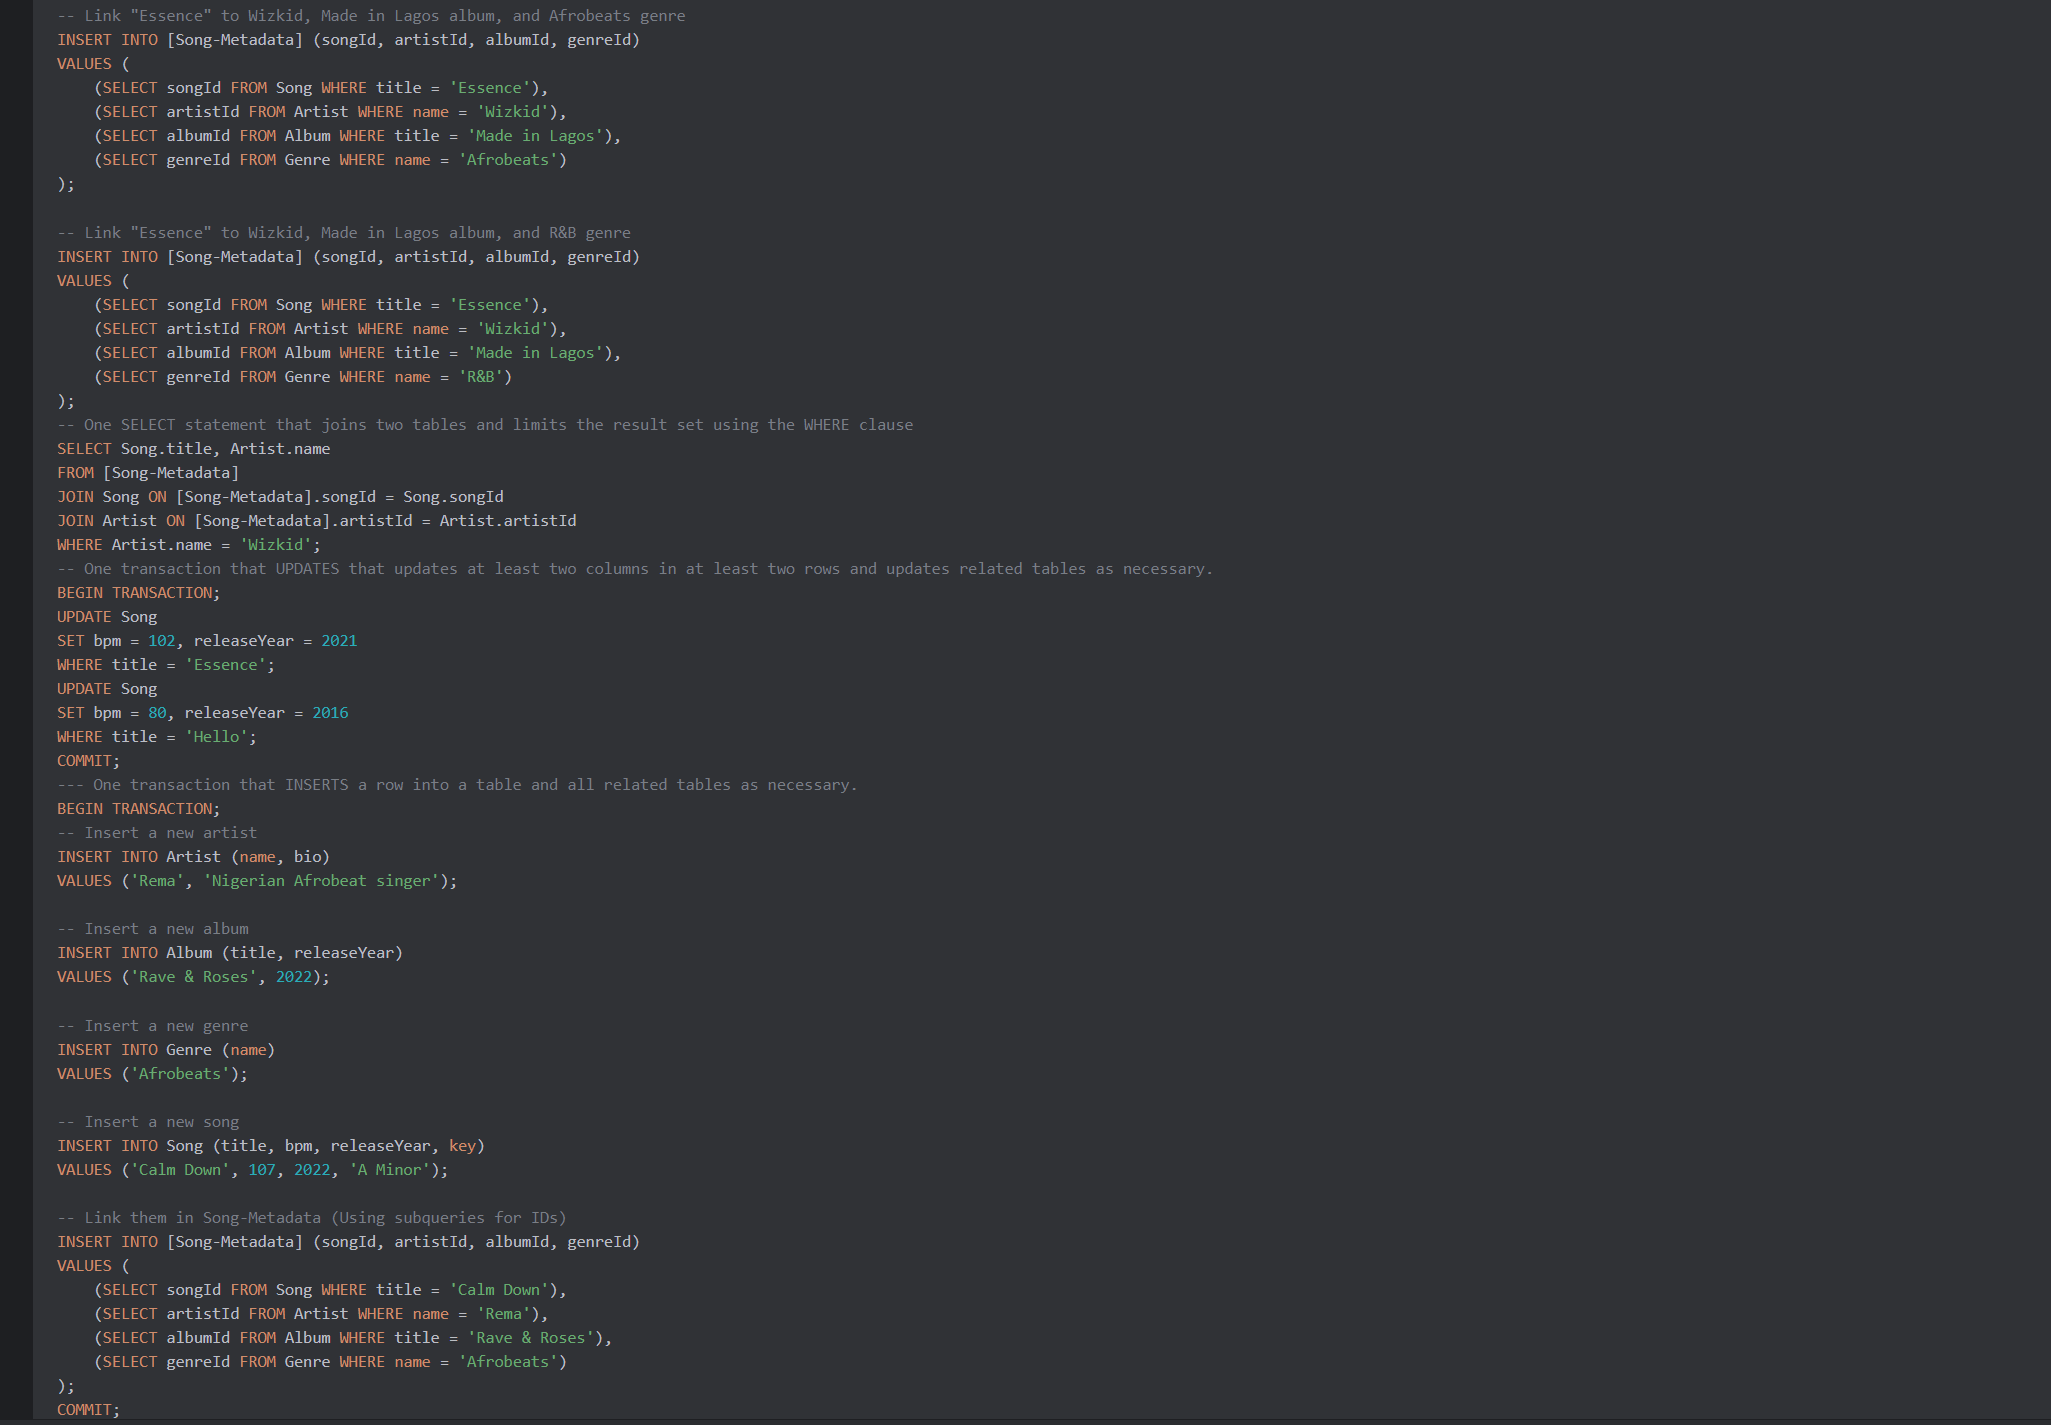 -- Link "Essence" to Wizkid, Made in Lagos album, and Afrobeats genre
INSERT INTO [Song-Metadata] (songId, artistId, albumId, genreId)
VALUES (
    (SELECT songId FROM Song WHERE title = 'Essence'),
    (SELECT artistId FROM Artist WHERE name = 'Wizkid'),
    (SELECT albumId FROM Album WHERE title = 'Made in Lagos'),
    (SELECT genreId FROM Genre WHERE name = 'Afrobeats')
);

-- Link "Essence" to Wizkid, Made in Lagos album, and R&B genre
INSERT INTO [Song-Metadata] (songId, artistId, albumId, genreId)
VALUES (
    (SELECT songId FROM Song WHERE title = 'Essence'),
    (SELECT artistId FROM Artist WHERE name = 'Wizkid'),
    (SELECT albumId FROM Album WHERE title = 'Made in Lagos'),
    (SELECT genreId FROM Genre WHERE name = 'R&B')
);
-- One SELECT statement that joins two tables and limits the result set using the WHERE clause
SELECT Song.title, Artist.name
FROM [Song-Metadata]
JOIN Song ON [Song-Metadata].songId = Song.songId
JOIN Artist ON [Song-Metadata].artistId = Artist.artistId
WHERE Artist.name = 'Wizkid';
-- One transaction that UPDATES that updates at least two columns in at least two rows and updates related tables as necessary.
BEGIN TRANSACTION;
UPDATE Song
SET bpm = 102, releaseYear = 2021
WHERE title = 'Essence';
UPDATE Song
SET bpm = 80, releaseYear = 2016
WHERE title = 'Hello';
COMMIT;
--- One transaction that INSERTS a row into a table and all related tables as necessary.
BEGIN TRANSACTION;
-- Insert a new artist
INSERT INTO Artist (name, bio)
VALUES ('Rema', 'Nigerian Afrobeat singer');

-- Insert a new album
INSERT INTO Album (title, releaseYear)
VALUES ('Rave & Roses', 2022);

-- Insert a new genre
INSERT INTO Genre (name)
VALUES ('Afrobeats');

-- Insert a new song
INSERT INTO Song (title, bpm, releaseYear, key)
VALUES ('Calm Down', 107, 2022, 'A Minor');

-- Link them in Song-Metadata (Using subqueries for IDs)
INSERT INTO [Song-Metadata] (songId, artistId, albumId, genreId)
VALUES (
    (SELECT songId FROM Song WHERE title = 'Calm Down'),
    (SELECT artistId FROM Artist WHERE name = 'Rema'),
    (SELECT albumId FROM Album WHERE title = 'Rave & Roses'),
    (SELECT genreId FROM Genre WHERE name = 'Afrobeats')
);
COMMIT;